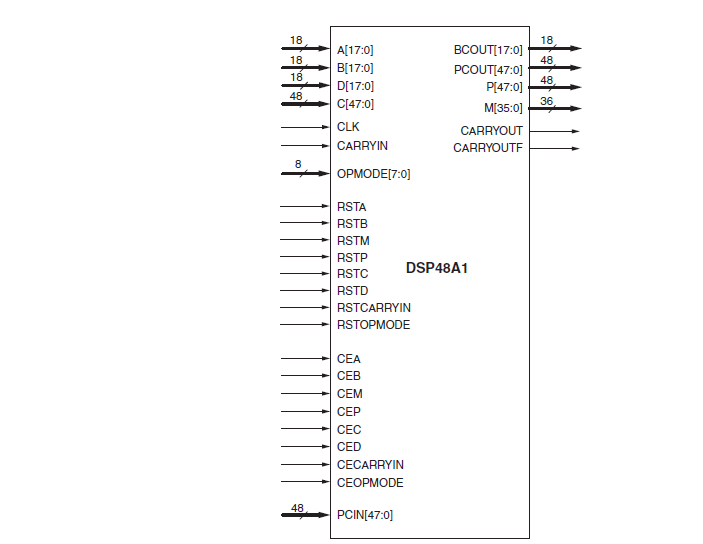 18 A[17:0] BCOUT[17:0] 18
18 B[17:0] PCOUT[47:0] 48
18 D[17:0] P[47:0] 48
48 C[47:0] M[35:0] 36
CLK CARRYOUT
CARRYIN CARRYOUTF
8 OPMODE[7:0]
RSTA
RSTB
RSTM
RSTP
DSP48A1
RSTC
RSTD
RSTCARRYIN
RSTOPMODE
CEA
CEB
CEM
CEP
CEC
CED
CECARRYIN
CEOPMODE
48 PCIN[47:0]